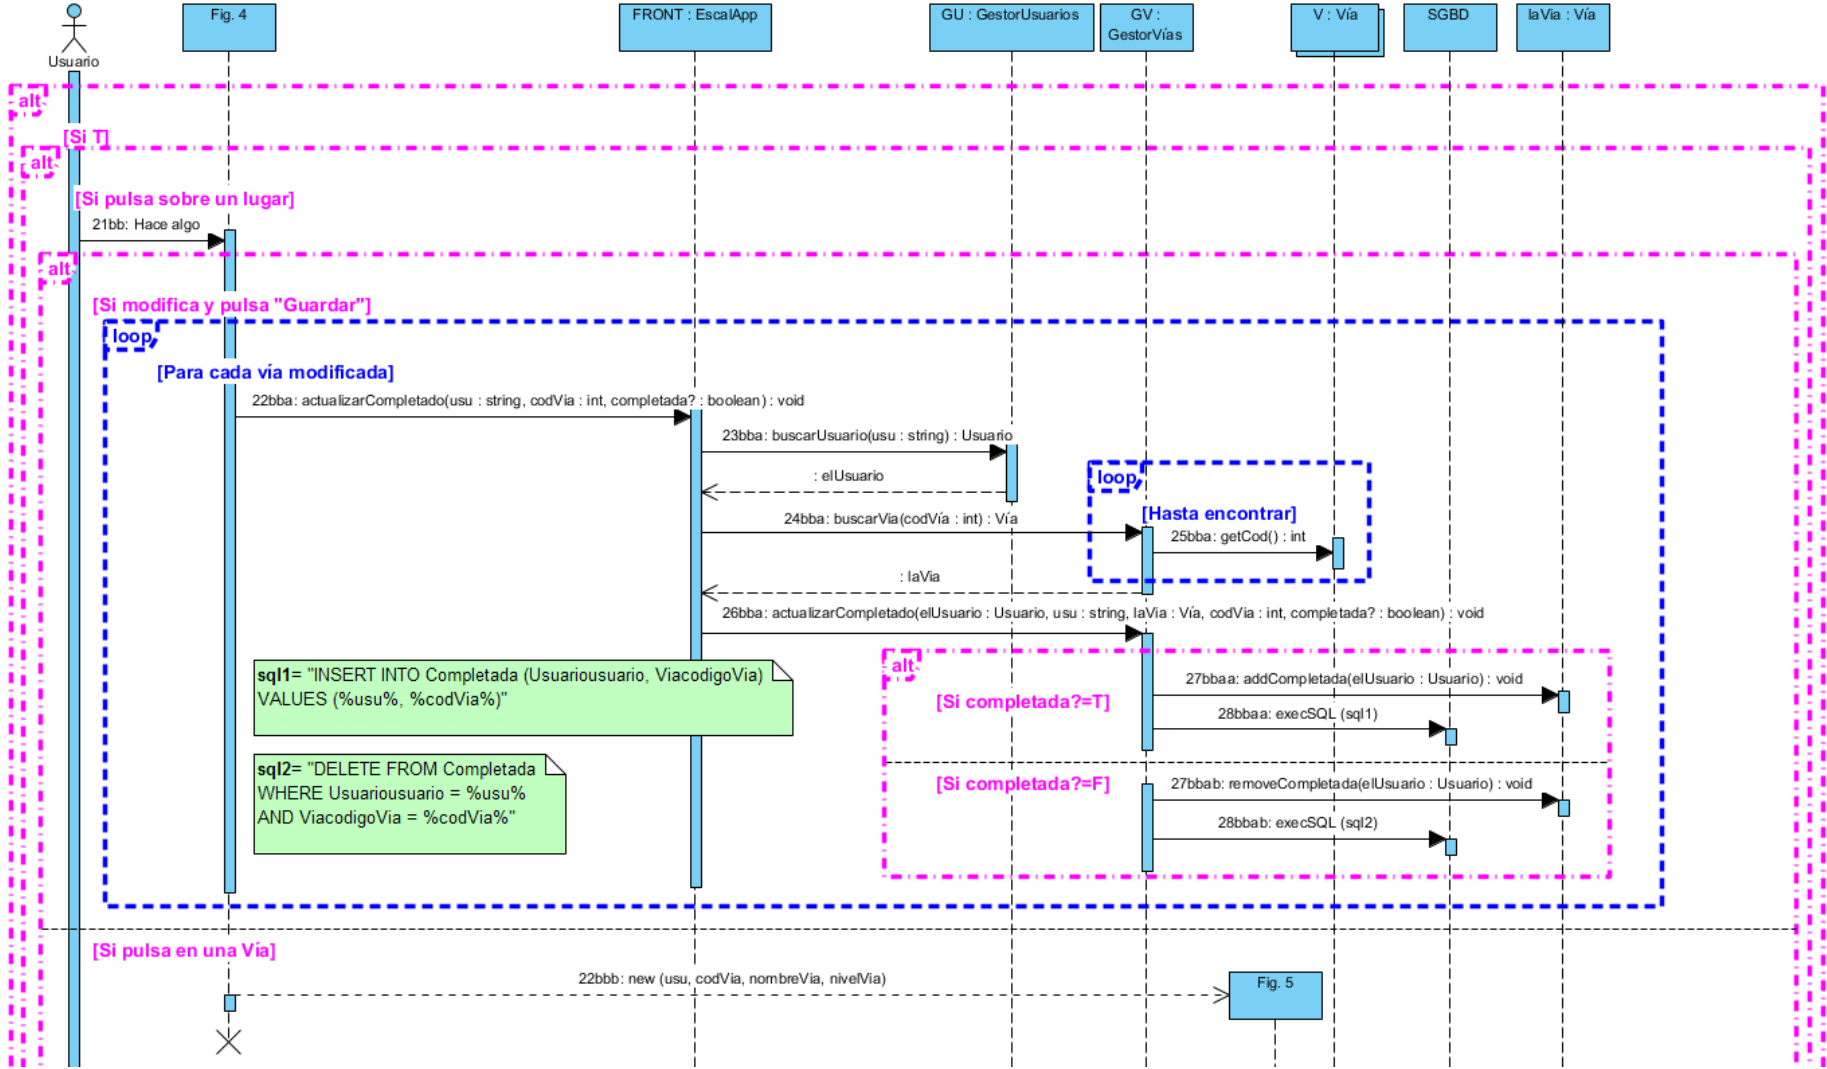 Usuario
Fig. 4
FRONT : EscalApp
GU : GestorUsuarios
GV :
GestorVías
V : Vía
SGBD
laVia : Vía
alt
[Si T]
alt
[Si pulsa sobre un lugar]
21bb: Hace algo
alt
[Si modifica y pulsa "Guardar"]
loop
[Para cada vía modificada]
22bba: actualizarCompletado(usu : string, codVia : int, completada? : boolean) : void
23bba: buscarUsuario(usu : string) : Usuario
: elUsuario
loop
[Hasta encontrar]
24bba: buscarVia(codVía : int) : Vía
25bba: getCod() : int
: laVia
26bba: actualizarCompletado(elUsuario : Usuario, usu : string, laVia : Vía, codVia : int, completada? : boolean) : void
sql1= "INSERT INTO Completada (Usuariousuario, ViacodigoVia)
VALUES (%usu%, %codVia%)"
alt
[Si completada?=T]
27bbaa: addCompletada(elUsuario : Usuario) : void
28bbaa: execSQL (sql1)
sql2= "DELETE FROM Completada
WHERE Usuariousuario = %usu%
AND ViacodigoVia = %codVia%"
[Si completada?=F]
27bbab: removeCompletada(elUsuario : Usuario) : void
28bbab: execSQL (sql2)
[Si pulsa en una Vía]
22bbb: new (usu, codVia, nombreVia, nivelVia)
Fig. 5